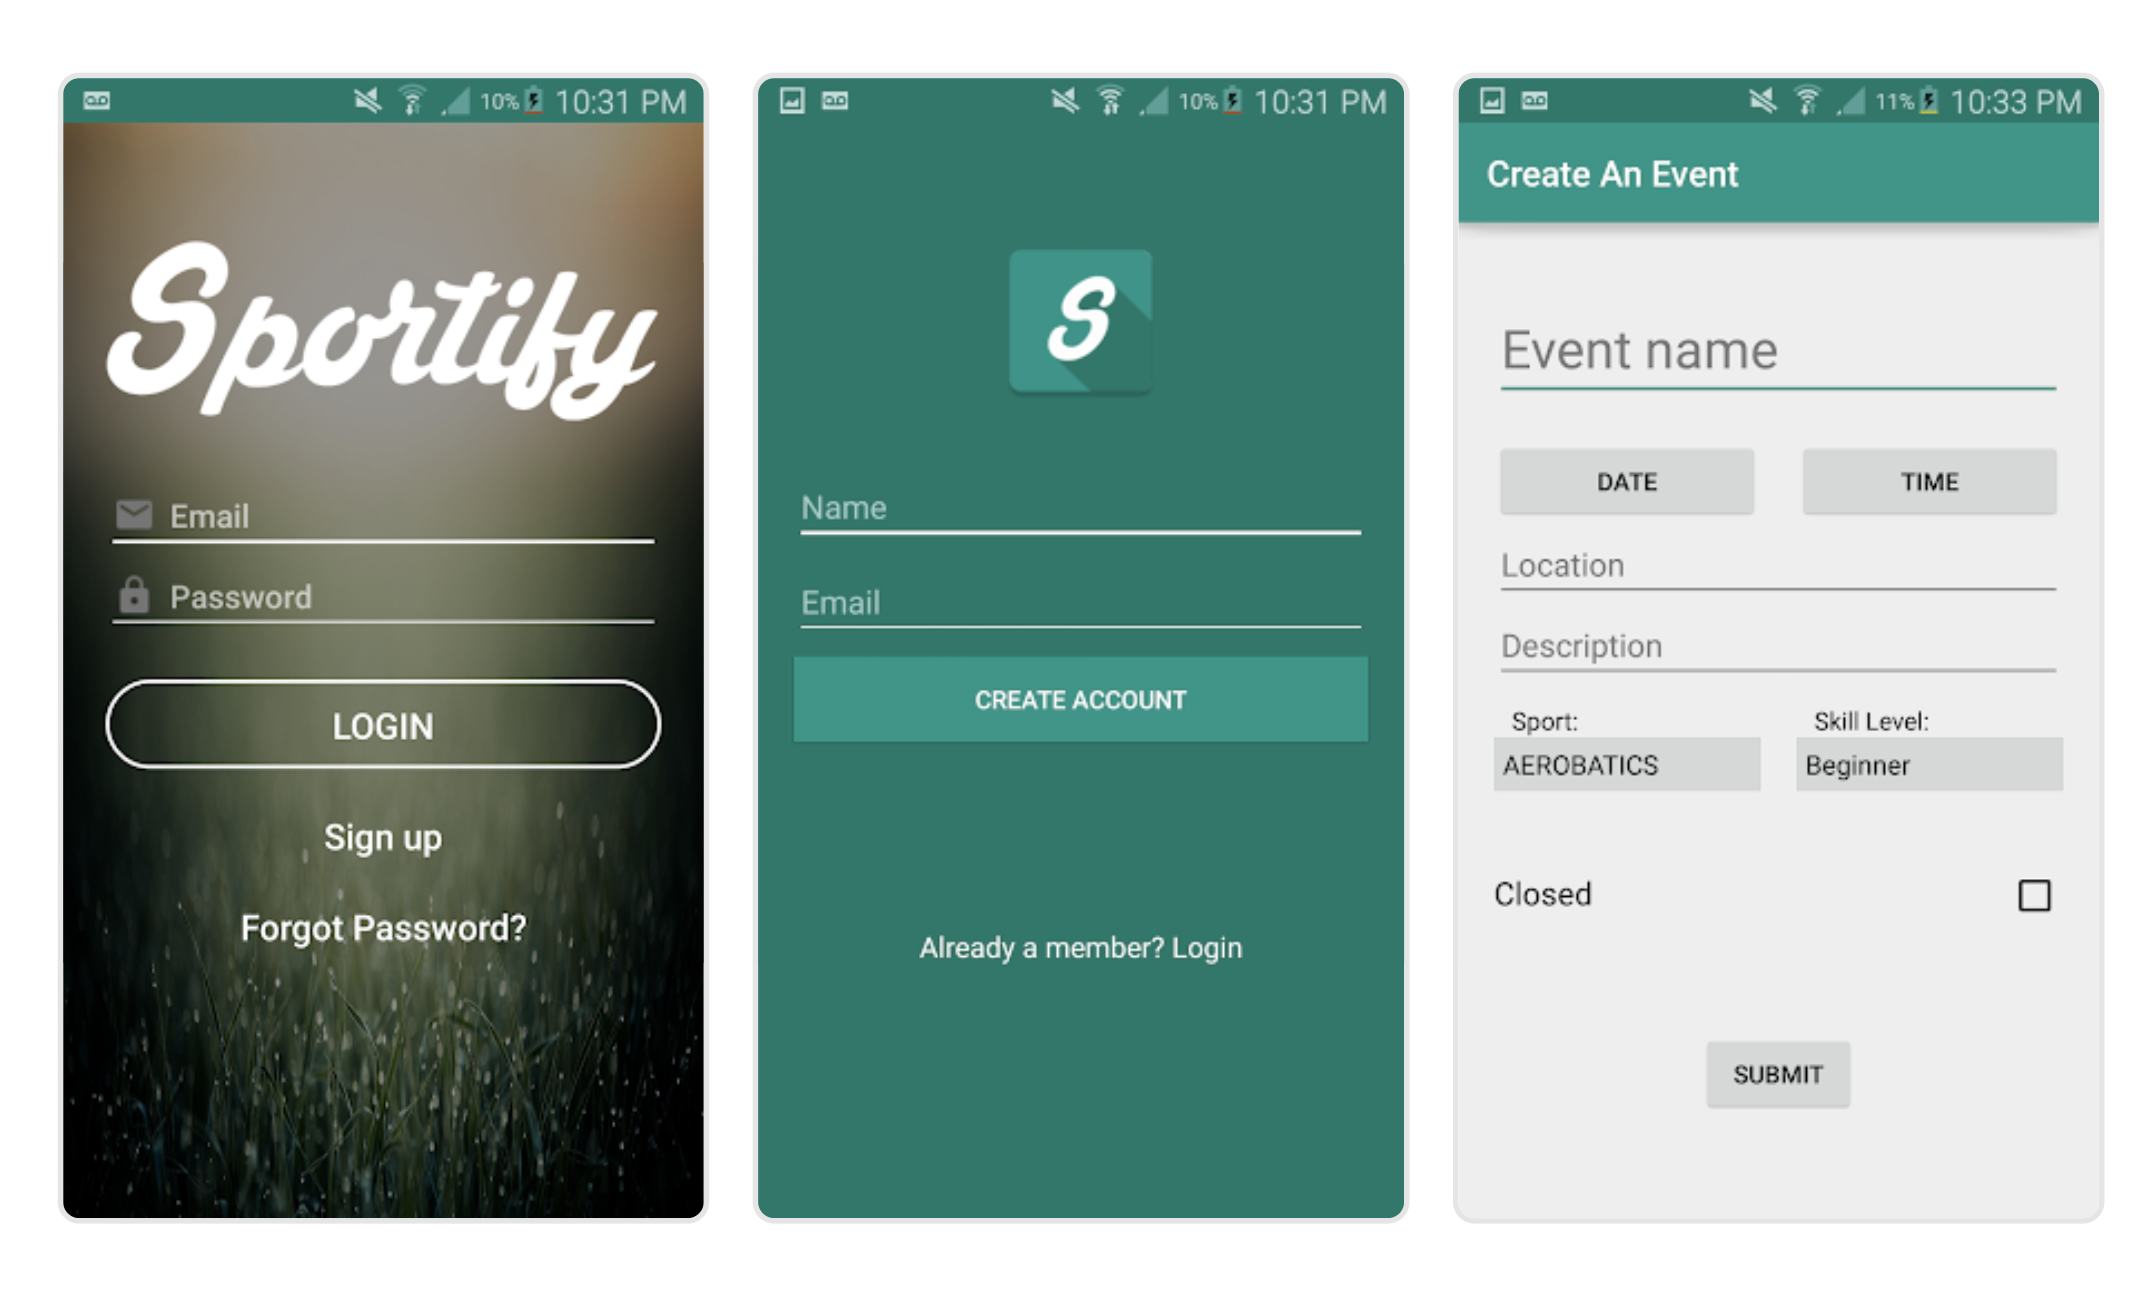 10% 10:31 PM
Sportify
Email
Password
LOGIN
Sign up
Forgot Password?
10% 10:31 PM
S
Name
Email
CREATE ACCOUNT
Already a member? Login
11% 10:33 PM
Create An Event
Event name
DATE TIME
Location
Description
Sport: Skill Level:
AEROBATICS Beginner
Closed
SUBMIT